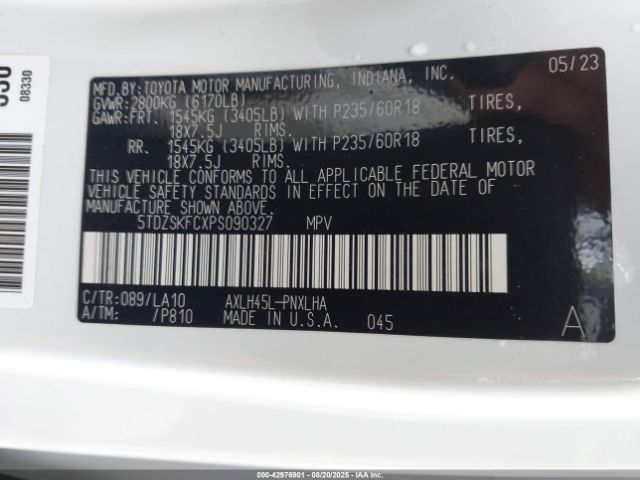 330
08330
MFD.BY:TOYOTA MOTOR MANUFACTURING, INDIANA, INC. 05/23
GVWR:2800KG (6170LB)
GAWR:FRT. 1545KG (3405LB) WITH P235/60R18 TIRES,
18X7.5J RIMS.
RR. 1545KG (3405LB) WITH P235/60R18 TIRES,
18X7.5J RIMS.
THIS VEHICLE CONFORMS TO ALL APPLICABLE FEDERAL MOTOR
VEHICLE SAFETY STANDARDS IN EFFECT ON THE DATE OF
MANUFACTURE SHOWN ABOVE.
5TDZSKFCXPS090327 MPV
C/TR:089/LA10 AXLH45L-PNXLHA
A/TM: /P810 MADE IN U.S.A. 045 A
000-42976901 - 08/20/2025 - IAAI.COM